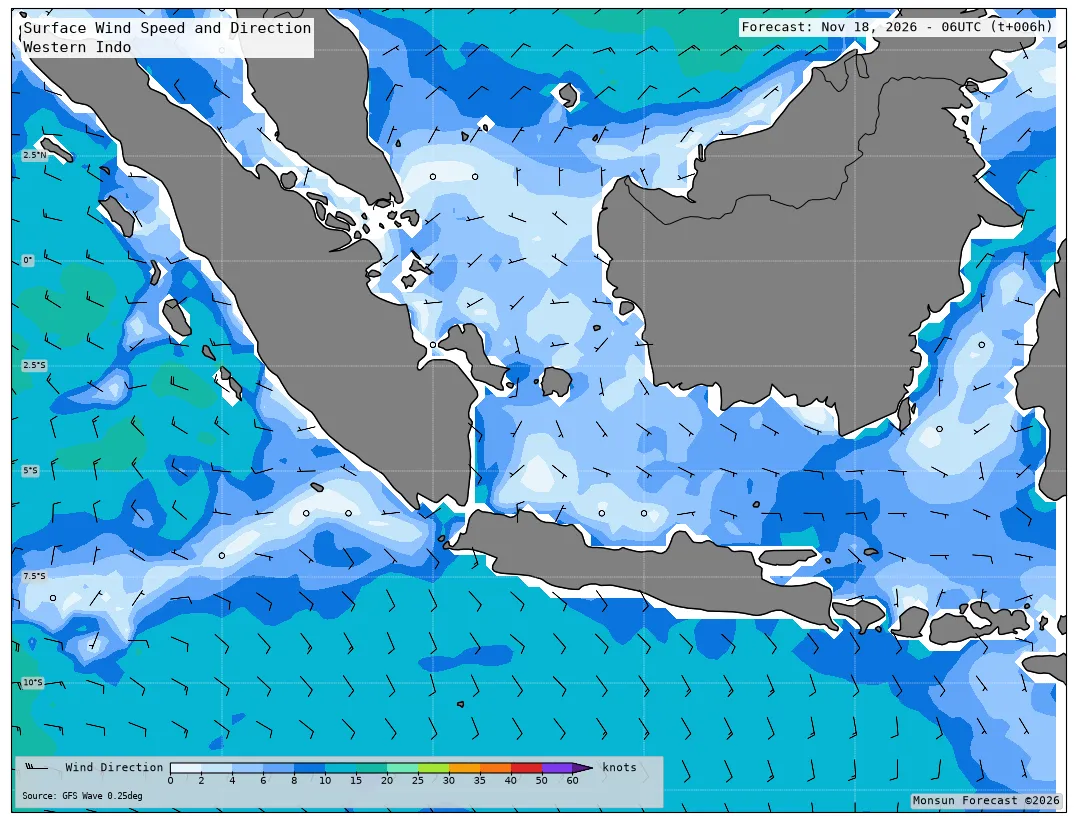 Surface Wind Speed and Direction
Western Indo
Forecast: Nov 18, 2026 - 06UTC (t+006h)
2.5°N
0°
2.5°S
5°S
7.5°S
10°S
Wind Direction
0 2 4 6 8 10 15 20 25 30 35 40 50 60
knots
Source: GFS Wave 0.25deg
Monsun Forecast ©2026